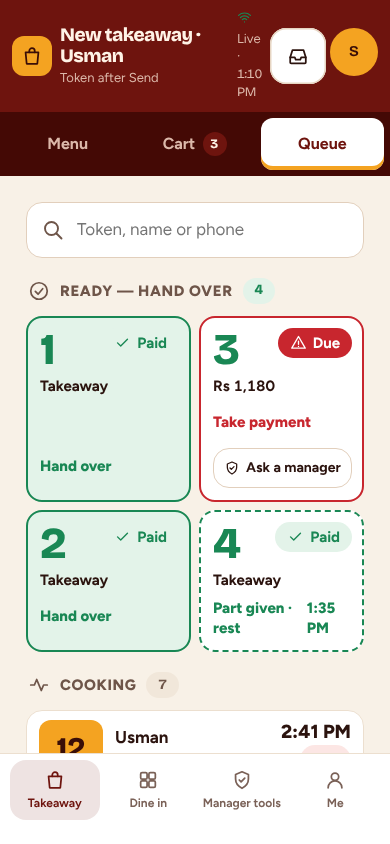 New takeaway ·
Usman
Token after Send
Live
·
1:10
PM
S
Menu
Cart 3
Queue
Token, name or phone
READY — HAND OVER 4
1
Paid
Takeaway
Hand over
3
Due
Rs 1,180
Take payment
Ask a manager
2
Paid
Takeaway
Hand over
4
Paid
Takeaway
Part given ·
rest
1:35
PM
COOKING 7
12
Usman
2:41 PM
Takeaway
Dine in
Manager tools
Me